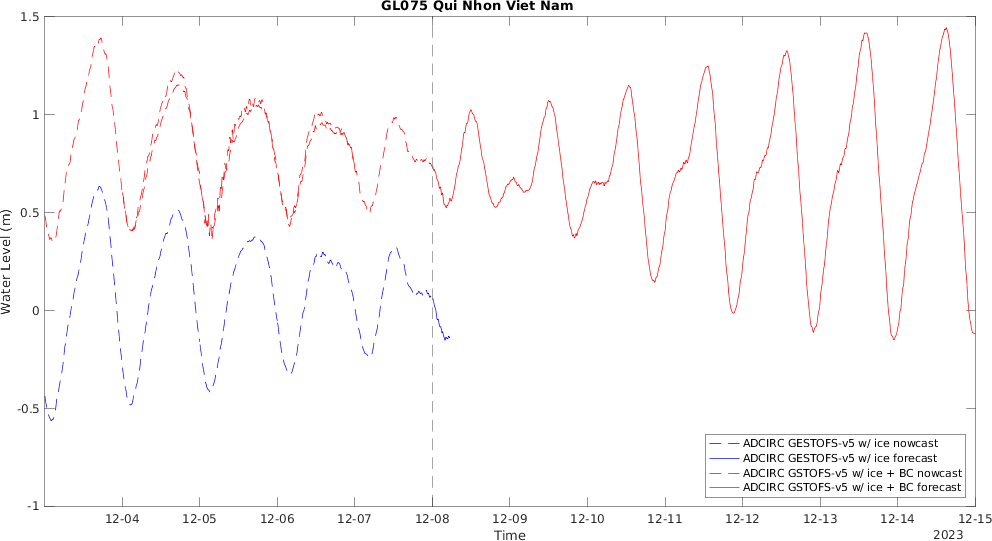 GL075 Qui Nhon Viet Nam
1.5
1
0.5
0
-0.5
-1
Water Level (m)
12-04 12-05 12-06 12-07 12-08 12-09 12-10 12-11 12-12 12-13 12-14 12-15
Time
2023
ADCIRC GESTOFS-v5 w/ ice nowcast
ADCIRC GESTOFS-v5 w/ ice forecast
ADCIRC GSTOFS-v5 w/ ice + BC nowcast
ADCIRC GSTOFS-v5 w/ ice + BC forecast